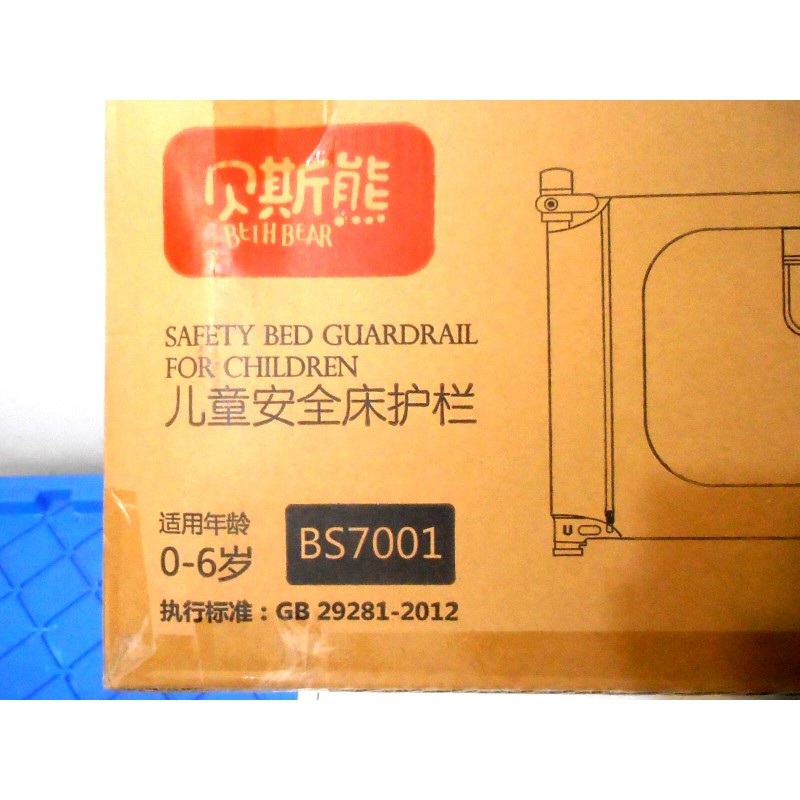 贝斯熊
BETH BEAR
SAFETY BED GUARDRAIL
FOR CHILDREN
儿童安全床护栏
适用年龄
0-6岁
BS7001
执行标准：GB 29281-2012
U